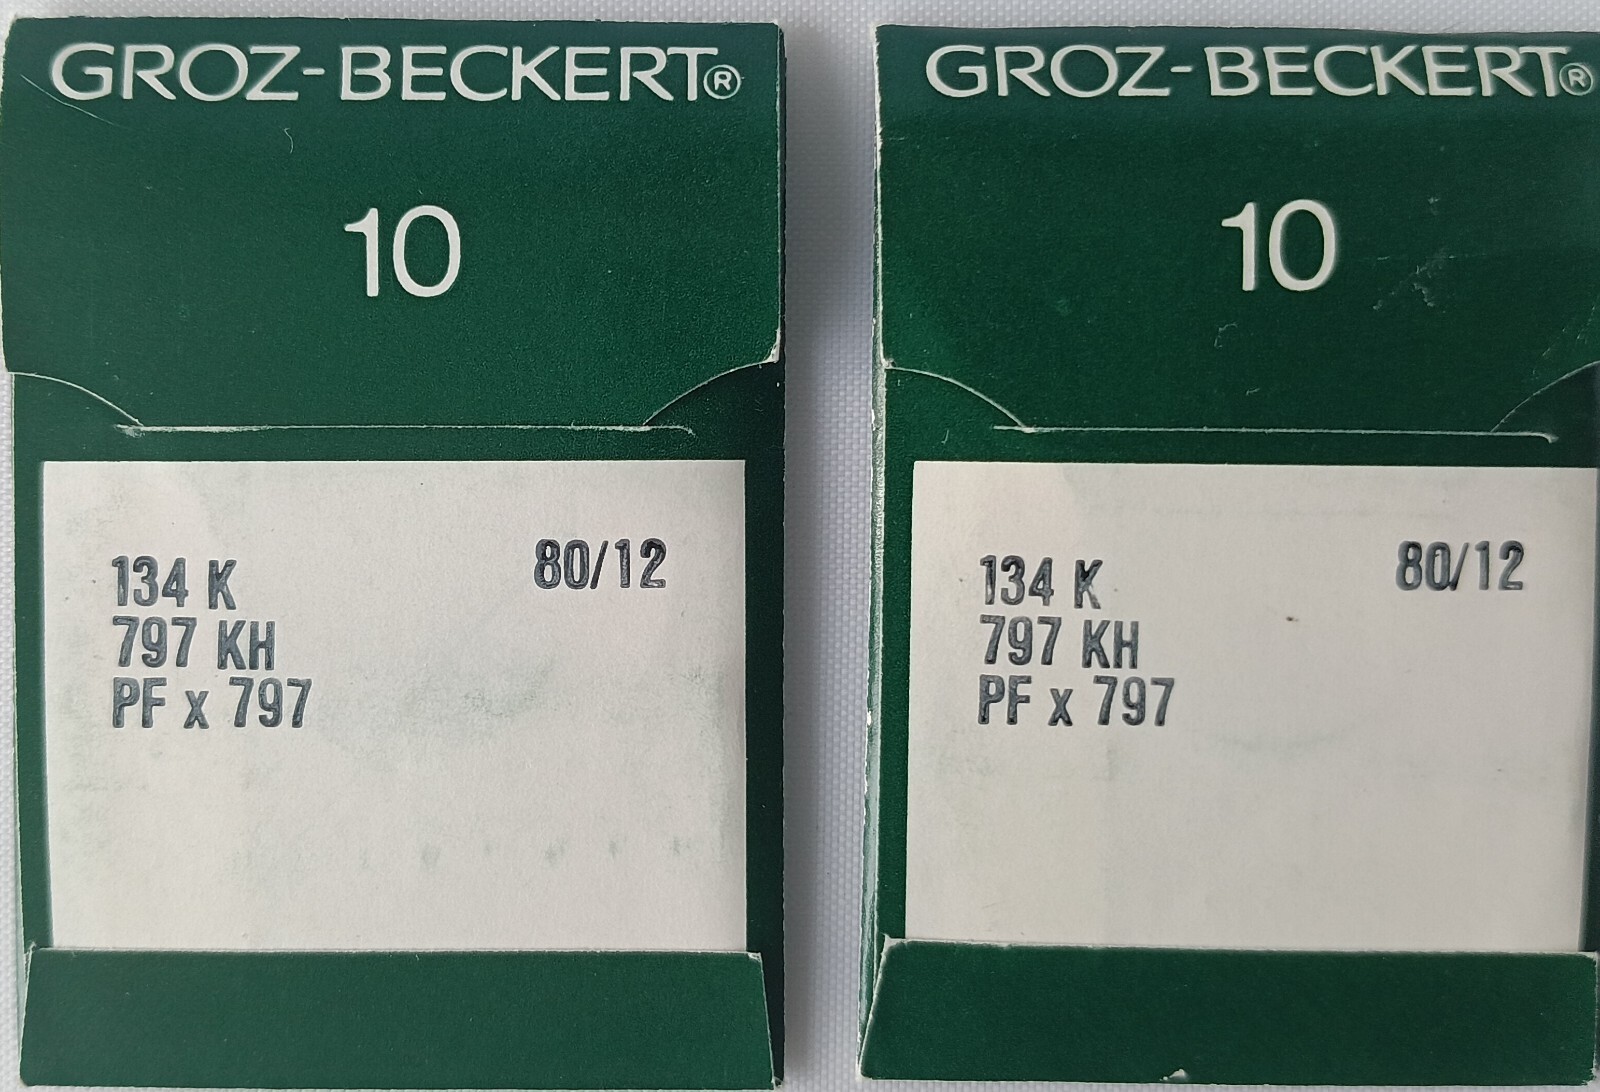 GROZ-BECKERT®
10
134 K 80/12
797 KH
PF x 797
GROZ-BECKERT®
10
134 K 80/12
797 KH
PF x 797